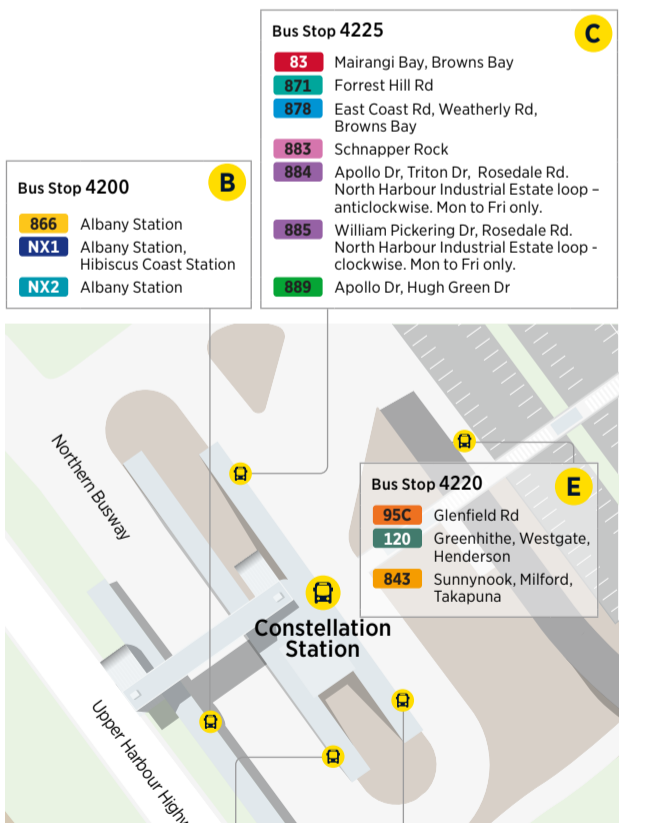 Bus Stop 4225
C
83 Mairangi Bay, Browns Bay
871 Forrest Hill Rd
878 East Coast Rd, Weatherly Rd,
Browns Bay
883 Schnapper Rock
884 Apollo Dr, Triton Dr, Rosedale Rd.
North Harbour Industrial Estate loop –
anticlockwise. Mon to Fri only.
885 William Pickering Dr, Rosedale Rd.
North Harbour Industrial Estate loop -
clockwise. Mon to Fri only.
889 Apollo Dr, Hugh Green Dr
Bus Stop 4200
B
866 Albany Station
NX1 Albany Station,
Hibiscus Coast Station
NX2 Albany Station
Northern Busway
Bus Stop 4220
E
95C Glenfield Rd
120 Greenhithe, Westgate,
Henderson
843 Sunnynook, Milford,
Takapuna
Constellation
Station
Upper Harbour